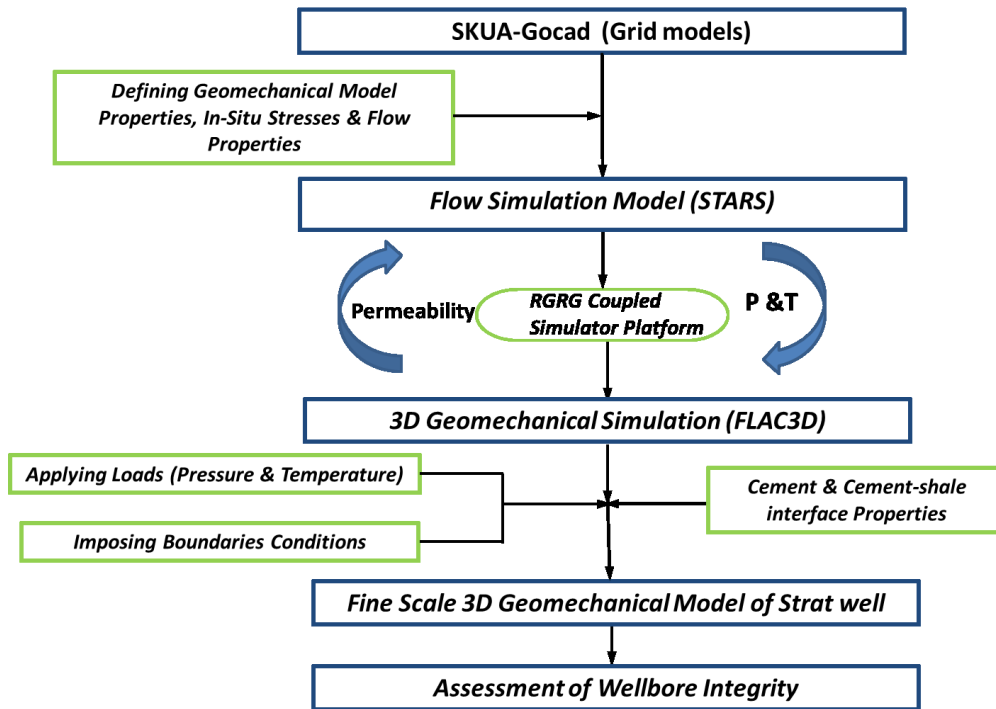 SKUA-Gocad (Grid models)
Defining Geomechanical Model
Properties, In-Situ Stresses & Flow
Properties
Flow Simulation Model (STARS)
Permeability
RGRG Coupled
Simulator Platform
P &T
3D Geomechanical Simulation (FLAC3D)
Applying Loads (Pressure & Temperature)
Imposing Boundaries Conditions
Cement & Cement-shale
interface Properties
Fine Scale 3D Geomechanical Model of Strat well
Assessment of Wellbore Integrity